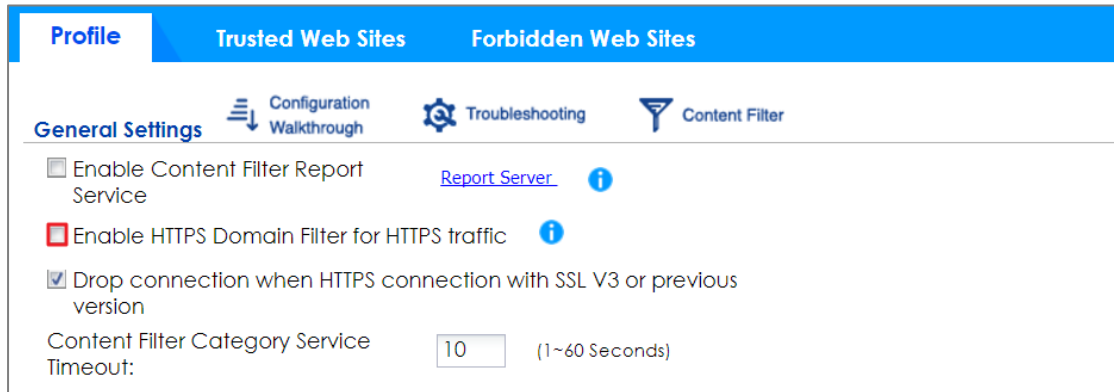 Profile Trusted Web Sites Forbidden Web Sites
General Settings Configuration Walkthrough Troubleshooting Content Filter
Enable Content Filter Report Service Report Server
Enable HTTPS Domain Filter for HTTPS traffic
Drop connection when HTTPS connection with SSL V3 or previous
version
Content Filter Category Service Timeout: 10 (1~60 Seconds)